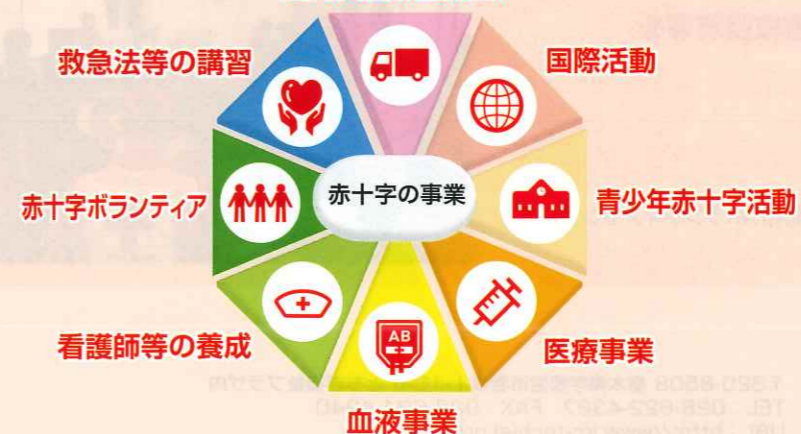 救急法等の講習
国際活動
赤十字ボランティア
赤十字の事業
青少年赤十字活動
看護師等の養成
AB
医療事業
血液事業